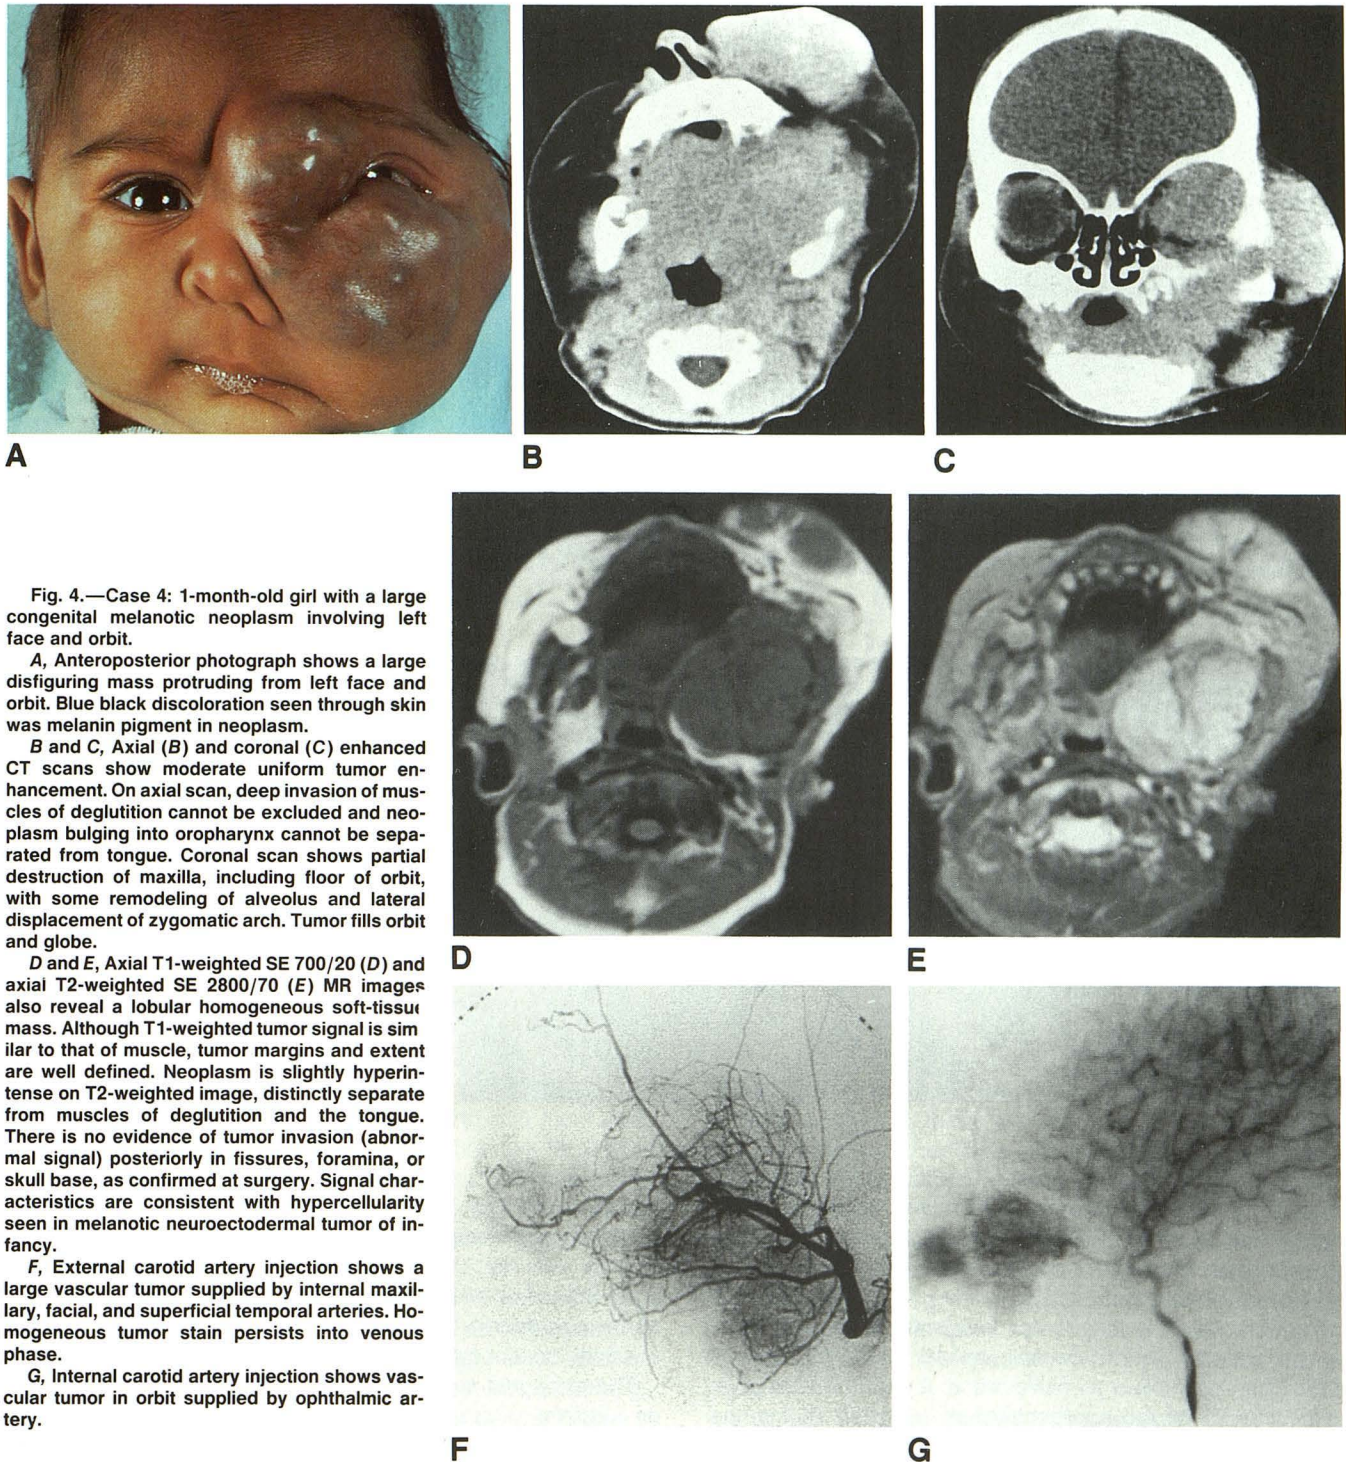 A
B
C
Fig. 4.—Case 4: 1-month-old girl with a large
congenital melanotic neoplasm involving left
face and orbit.
A, Anteroposterior photograph shows a large
disfiguring mass protruding from left face and
orbit. Blue black discoloration seen through skin
was melanin pigment in neoplasm.
B and C, Axial (B) and coronal (C) enhanced
CT scans show moderate uniform tumor en-
hancement. On axial scan, deep invasion of mus-
cles of deglutition cannot be excluded and neo-
plasm bulging into oropharynx cannot be sepa-
rated from tongue. Coronal scan shows partial
destruction of maxilla, including floor of orbit,
with some remodeling of alveolus and lateral
displacement of zygomatic arch. Tumor fills orbit
and globe.
D and E, Axial T1-weighted SE 700/20 (D) and
axial T2-weighted SE 2800/70 (E) MR images
also reveal a lobular homogeneous soft-tissue
mass. Although T1-weighted tumor signal is sim
ilar to that of muscle, tumor margins and extent
are well defined. Neoplasm is slightly hyperin-
tense on T2-weighted image, distinctly separate
from muscles of deglutition and the tongue.
There is no evidence of tumor invasion (abnor-
mal signal) posteriorly in fissures, foramina, or
skull base, as confirmed at surgery. Signal char-
acteristics are consistent with hypercellularity
seen in melanotic neuroectodermal tumor of in-
fancy.
F, External carotid artery injection shows a
large vascular tumor supplied by internal maxil-
lary, facial, and superficial temporal arteries. Ho-
mogeneous tumor stain persists into venous
phase.
G, Internal carotid artery injection shows vas-
cular tumor in orbit supplied by ophthalmic ar-
tery.
D
E
F
G